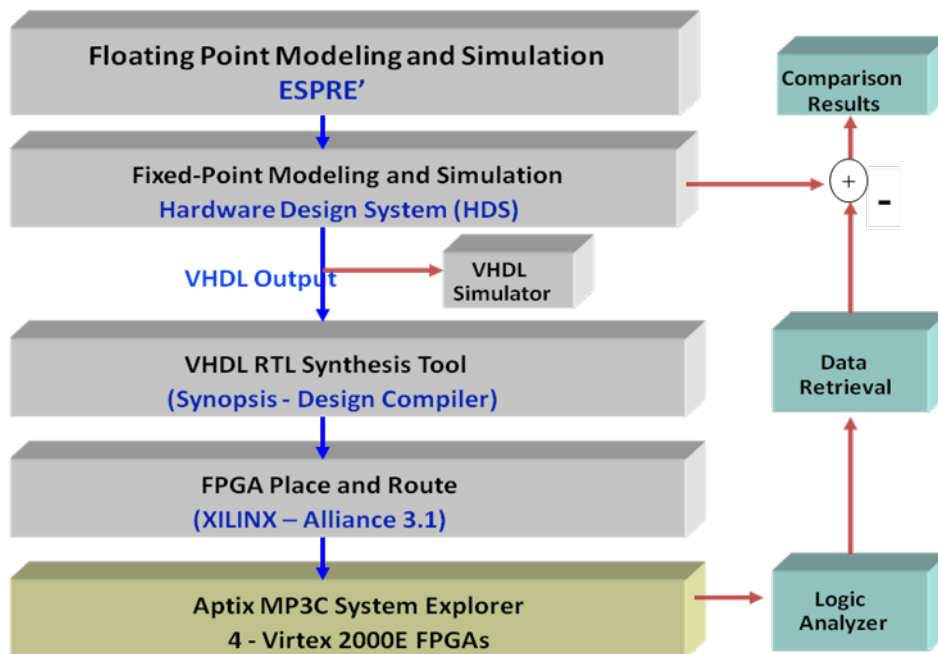 Floating Point Modeling and Simulation
ESPRE’
Comparison
Results
Fixed-Point Modeling and Simulation
Hardware Design System (HDS)
+
-
VHDL Output
VHDL
Simulator
VHDL RTL Synthesis Tool
(Synopsis - Design Compiler)
Data
Retrieval
FPGA Place and Route
(XILINX – Alliance 3.1)
Aptix MP3C System Explorer
4 - Virtex 2000E FPGAs
Logic
Analyzer